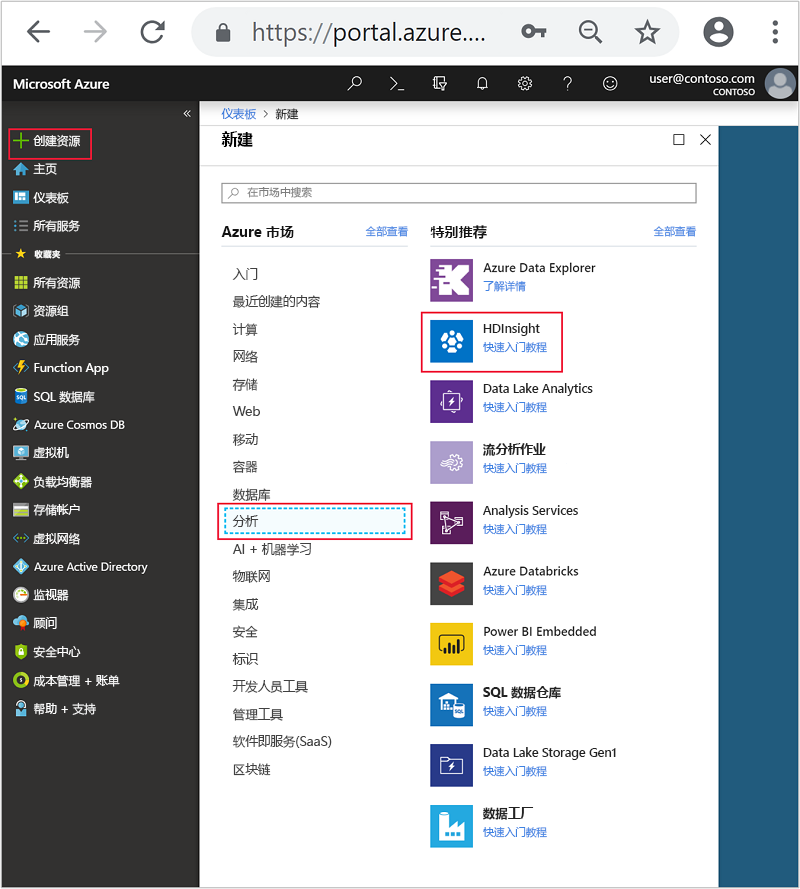 https://portal.azure....
Microsoft Azure
user@contoso.com
CONTOSO
创建资源
主页
仪表板
所有服务
收藏夹
所有资源
资源组
应用服务
Function App
SQL 数据库
Azure Cosmos DB
虚拟机
负载均衡器
存储帐户
虚拟网络
Azure Active Directory
监视器
顾问
安全中心
成本管理 + 账单
帮助 + 支持
仪表板 > 新建
新建
在市场中搜索
Azure 市场 全部查看
入门
最近创建的内容
计算
网络
存储
Web
移动
容器
数据库
分析
AI + 机器学习
物联网
集成
安全
标识
开发人员工具
管理工具
软件即服务(SaaS)
区块链
特别推荐 全部查看
Azure Data Explorer
了解详情
HDInsight
快速入门教程
Data Lake Analytics
快速入门教程
流分析作业
快速入门教程
Analysis Services
快速入门教程
Azure Databricks
快速入门教程
Power BI Embedded
快速入门教程
SQL 数据仓库
快速入门教程
Data Lake Storage Gen1
快速入门教程
数据工厂
快速入门教程